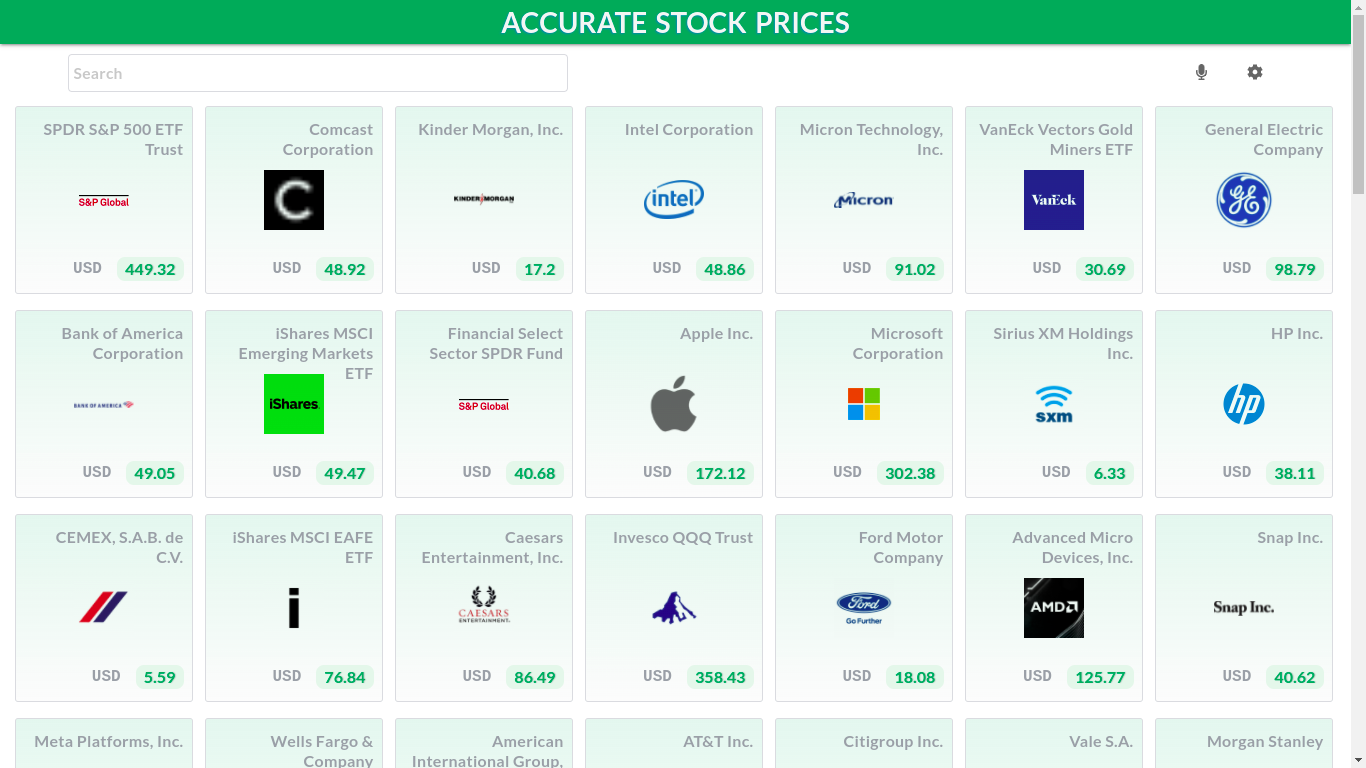 ACCURATE STOCK PRICES
Search
SPDR S&P 500 ETF
Trust
S&P Global
USD 449.32
Comcast
Corporation
C
USD 48.92
Kinder Morgan, Inc.
KINDER MORGAN
USD 17.2
Intel Corporation
intel
USD 48.86
Micron Technology,
Inc.
Micron
USD 91.02
VanEck Vectors Gold
Miners ETF
VanEck
USD 30.69
General Electric
Company
GE
USD 98.79
Bank of America
Corporation
BANK OF AMERICA
USD 49.05
iShares MSCI
Emerging Markets
ETF
iShares
USD 49.47
Financial Select
Sector SPDR Fund
S&P Global
USD 40.68
Apple Inc.
USD 172.12
Microsoft
Corporation
USD 302.38
Sirius XM Holdings
Inc.
sxm
USD 6.33
HP Inc.
hp
USD 38.11
CEMEX, S.A.B. de
C.V.
USD 5.59
iShares MSCI EAFE
ETF
i
USD 76.84
Caesars
Entertainment, Inc.
CAESARS
ENTERTAINMENT.
USD 86.49
Invesco QQQ Trust
USD 358.43
Ford Motor
Company
Ford
Go Further
USD 18.08
Advanced Micro
Devices, Inc.
AMD
USD 125.77
Snap Inc.
Snap Inc.
USD 40.62
Meta Platforms, Inc.
Wells Fargo &
Company
American
International Group,
AT&T Inc.
Citigroup Inc.
Vale S.A.
Morgan Stanley